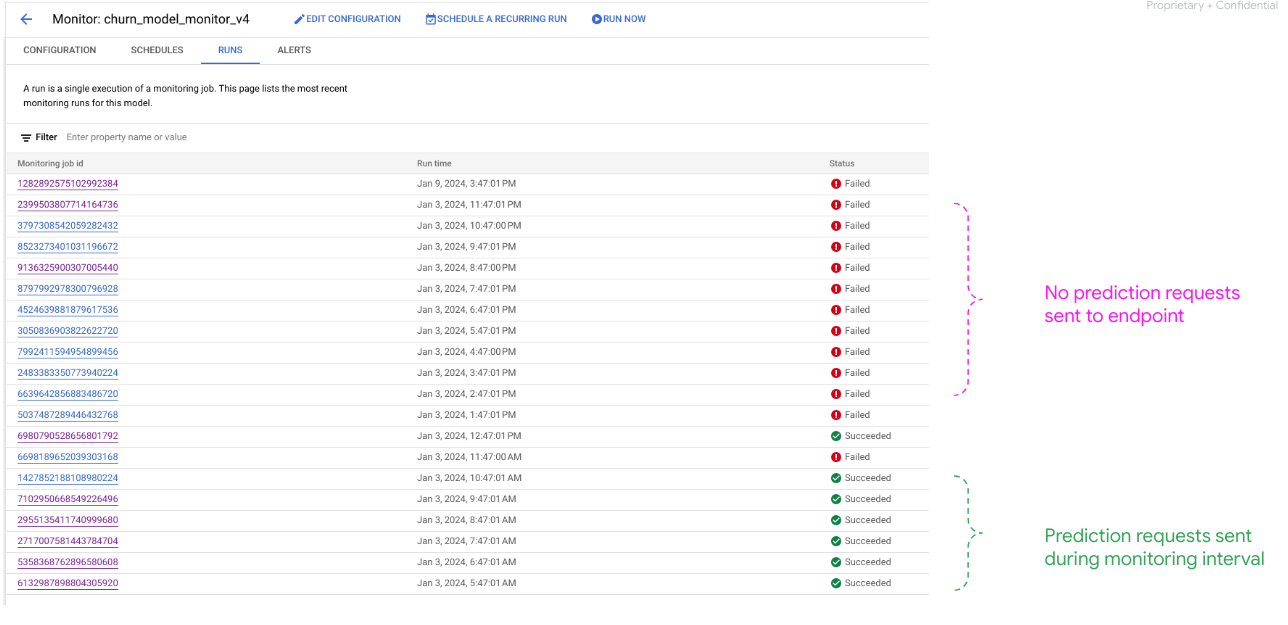 Proprietary + Confidential
Monitor: churn_model_monitor_v4 EDIT CONFIGURATION SCHEDULE A RECURRING RUN RUN NOW
CONFIGURATION SCHEDULES RUNS ALERTS
A run is a single execution of a monitoring job. This page lists the most recent
monitoring runs for this model.
Filter Enter property name or value
Monitoring job id Run time Status
1282892575102992384 Jan 9, 2024, 3:47:01 PM Failed
2399503807714164736 Jan 3, 2024, 11:47:01 PM Failed
3797308542059282432 Jan 3, 2024, 10:47:00 PM Failed
8523273401031196672 Jan 3, 2024, 9:47:01 PM Failed
9136325900307005440 Jan 3, 2024, 8:47:00 PM Failed
8797992978300796928 Jan 3, 2024, 7:47:01 PM Failed
4524639881879617536 Jan 3, 2024, 6:47:01 PM Failed
3050836903822622720 Jan 3, 2024, 5:47:01 PM Failed
7992411594954899456 Jan 3, 2024, 4:47:00 PM Failed
2483383350773940224 Jan 3, 2024, 3:47:01 PM Failed
6639642856883486720 Jan 3, 2024, 2:47:01 PM Failed
5037487289446432768 Jan 3, 2024, 1:47:01 PM Failed
6980790528656801792 Jan 3, 2024, 12:47:01 PM Succeeded
6698189652039303168 Jan 3, 2024, 11:47:00 AM Failed
1427852188108980224 Jan 3, 2024, 10:47:01 AM Succeeded
7102950668549226496 Jan 3, 2024, 9:47:01 AM Succeeded
2955135411740999680 Jan 3, 2024, 8:47:01 AM Succeeded
2717007581443784704 Jan 3, 2024, 7:47:01 AM Succeeded
5358368762896580608 Jan 3, 2024, 6:47:01 AM Succeeded
6132987898804305920 Jan 3, 2024, 5:47:01 AM Succeeded
No prediction requests
sent to endpoint
Prediction requests sent
during monitoring interval